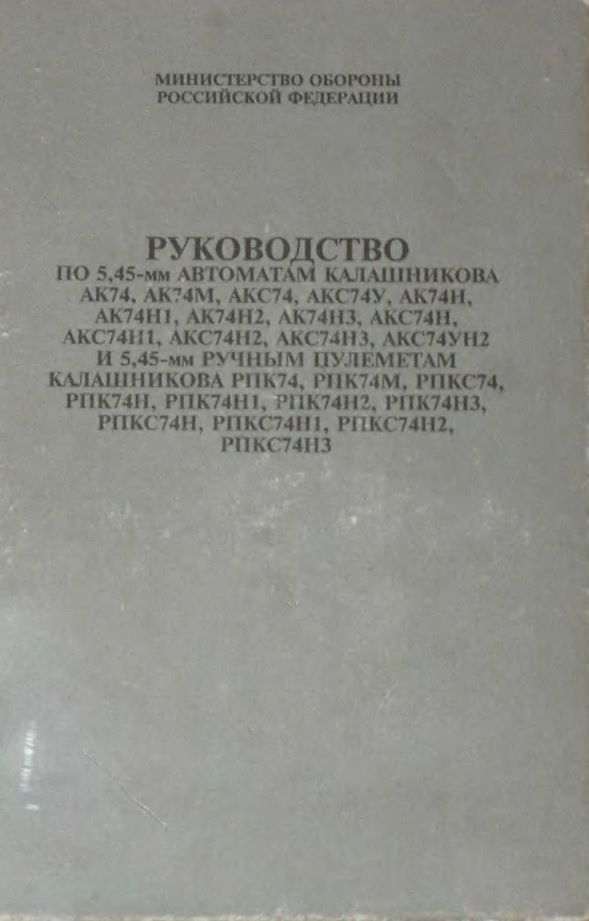 МИНИСТЕРСТВО ОБОРОНЫ
РОССИЙСКОЙ ФЕДЕРАЦИИ
РУКОВОДСТВО
ПО 5,45-мм АВТОМАТАМ КАЛАШНИКОВА
АК74, АК74М, АКС74, АКС74У, АК74Н,
АК74Н1, АК74Н2, АК74Н3, АКС74Н,
АКС74Н1, АКС74Н2, АКС74Н3, АКС74УН2
И 5,45-мм РУЧНЫМ ПУЛЕМЕТАМ
КАЛАШНИКОВА РПК74, РПК74М, РПКС74,
РПК74Н, РПК74Н1, РПК74Н2, РПК74Н3,
РПКС74Н, РПКС74Н1, РПКС74Н2,
РПКС74Н3